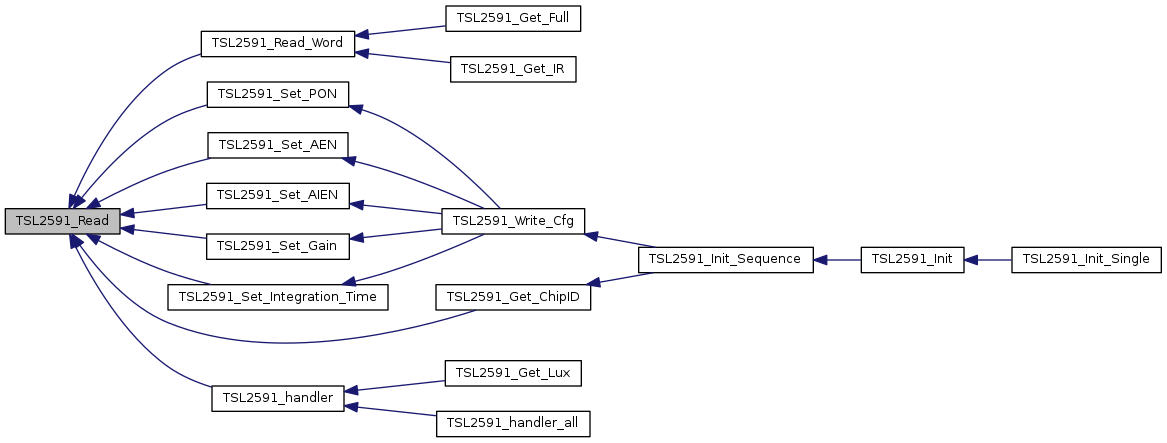 TSL2591_Get_Full
TSL2591_Read_Word
TSL2591_Get_IR
TSL2591_Set_PON
TSL2591_Set_AEN
TSL2591_Set_AIEN
TSL2591_Read
TSL2591_Write_Cfg
TSL2591_Set_Gain
TSL2591_Init_Sequence
TSL2591_Init
TSL2591_Init_Single
TSL2591_Set_Integration_Time
TSL2591_Get_ChipID
TSL2591_Get_Lux
TSL2591_handler
TSL2591_handler_all